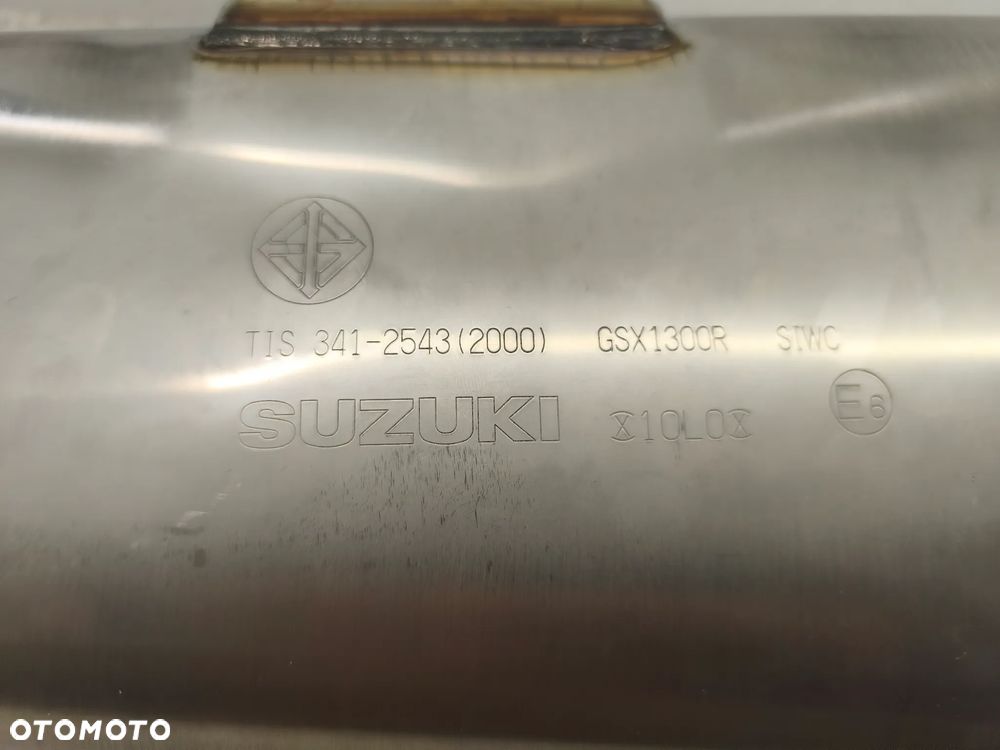 TIS 341-2543(2000) GSX1300R STWC
SUZUKI X10L0X E6
OTOMOTO